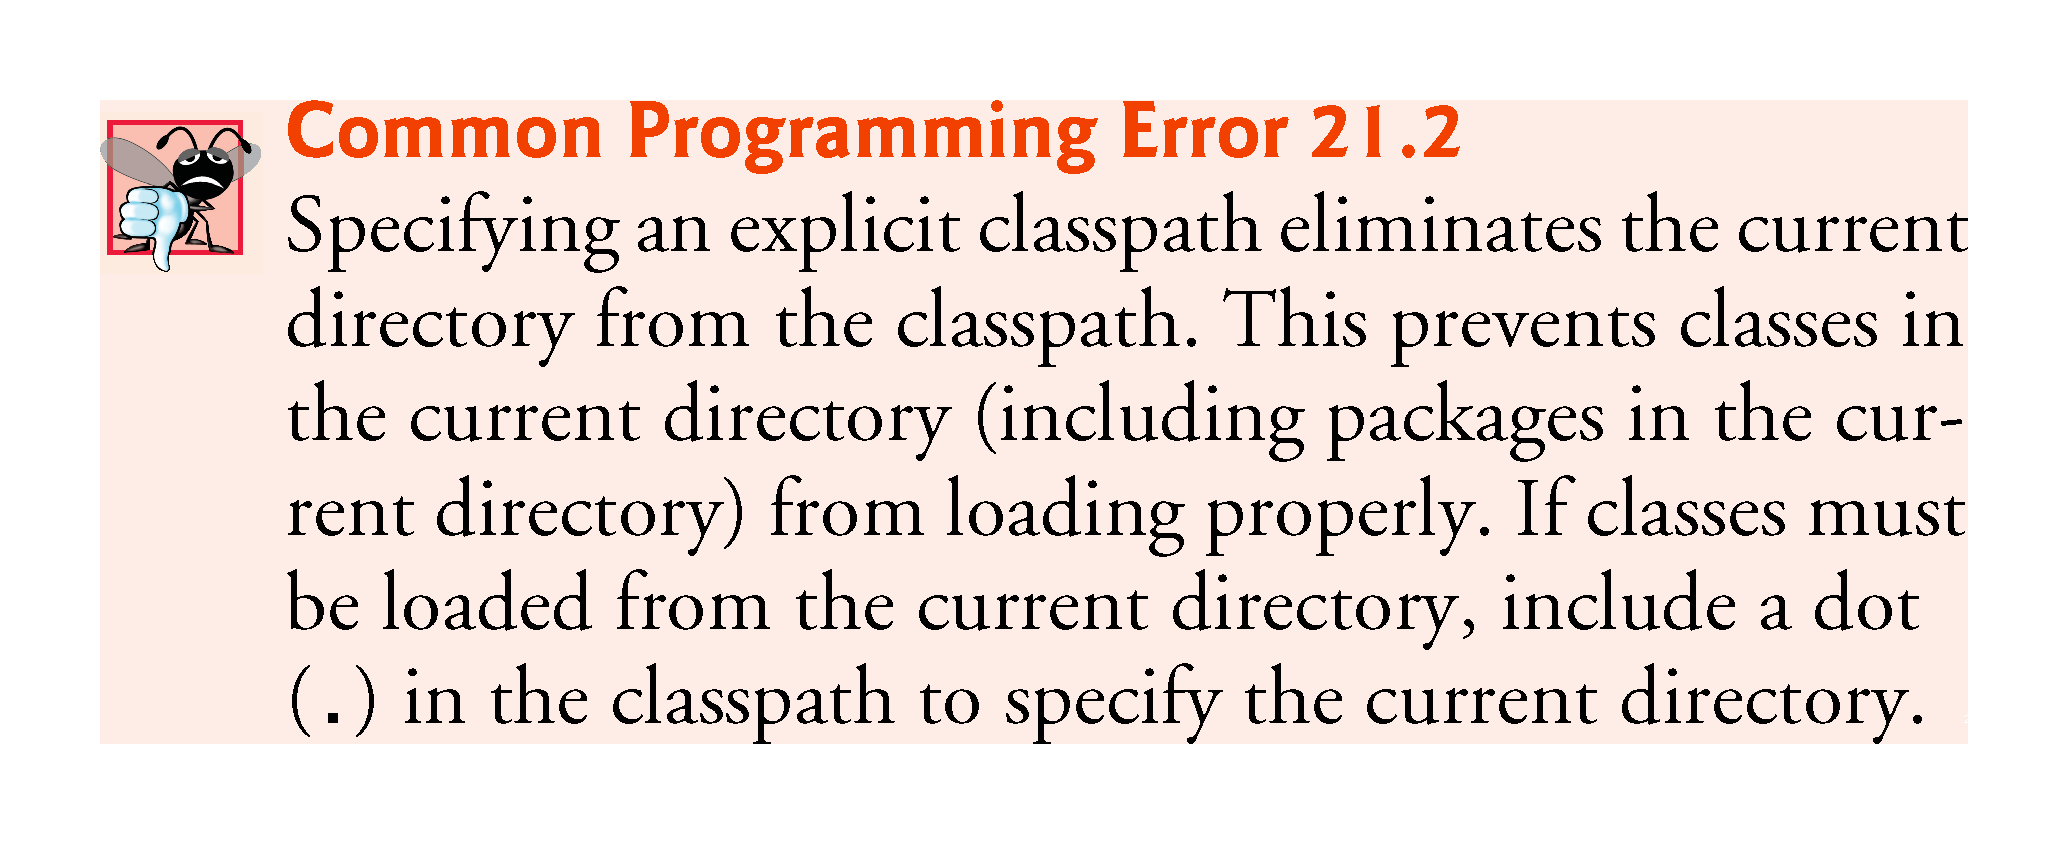 Common Programming Error 21.2
Specifying an explicit classpath eliminates the current
directory from the classpath. This prevents classes in
the current directory (including packages in the cur-
rent directory) from loading properly. If classes must
be loaded from the current directory, include a dot
(.) in the classpath to specify the current directory.